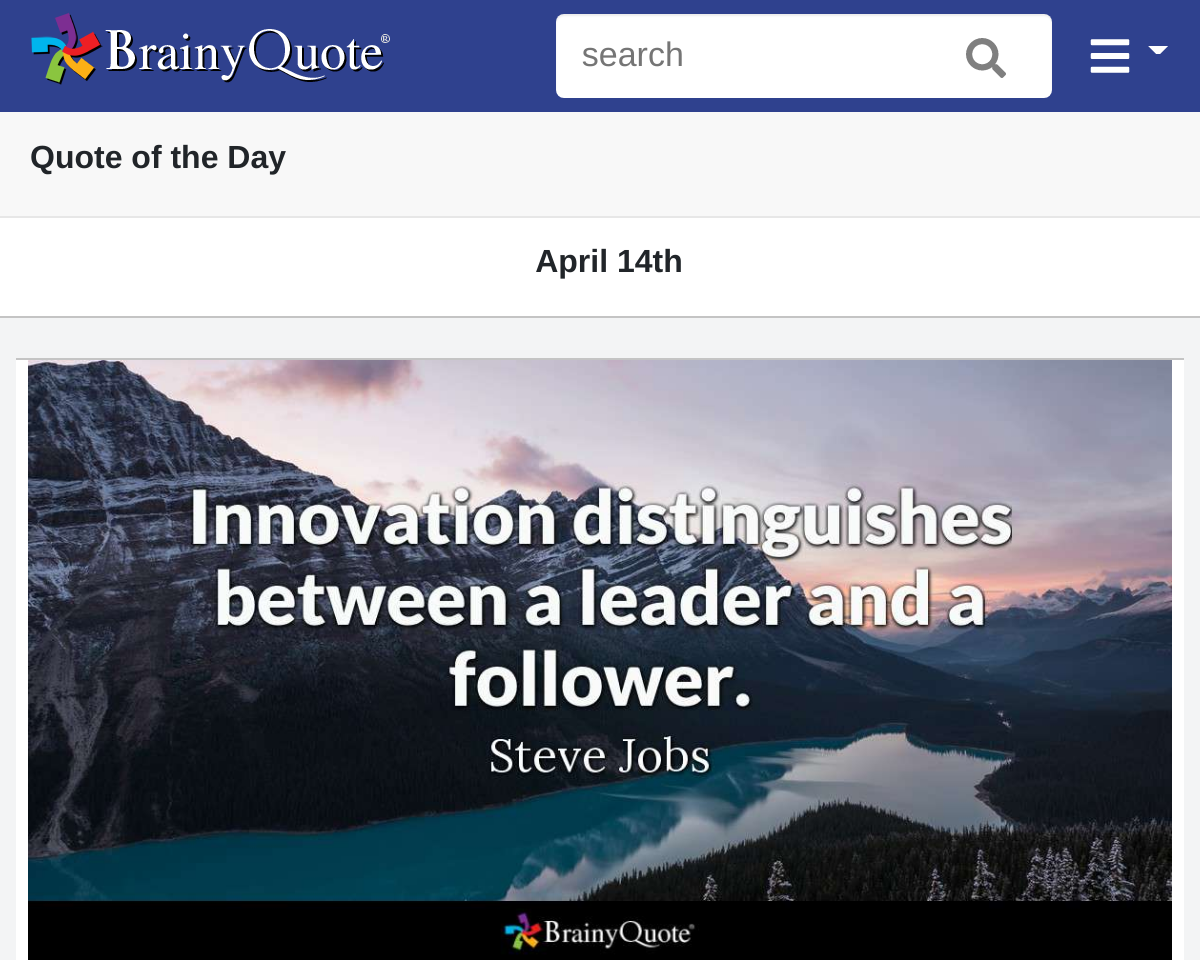 BrainyQuote®
search
Quote of the Day
April 14th
Innovation distinguishes
between a leader and a
follower.
Steve Jobs
BrainyQuote®